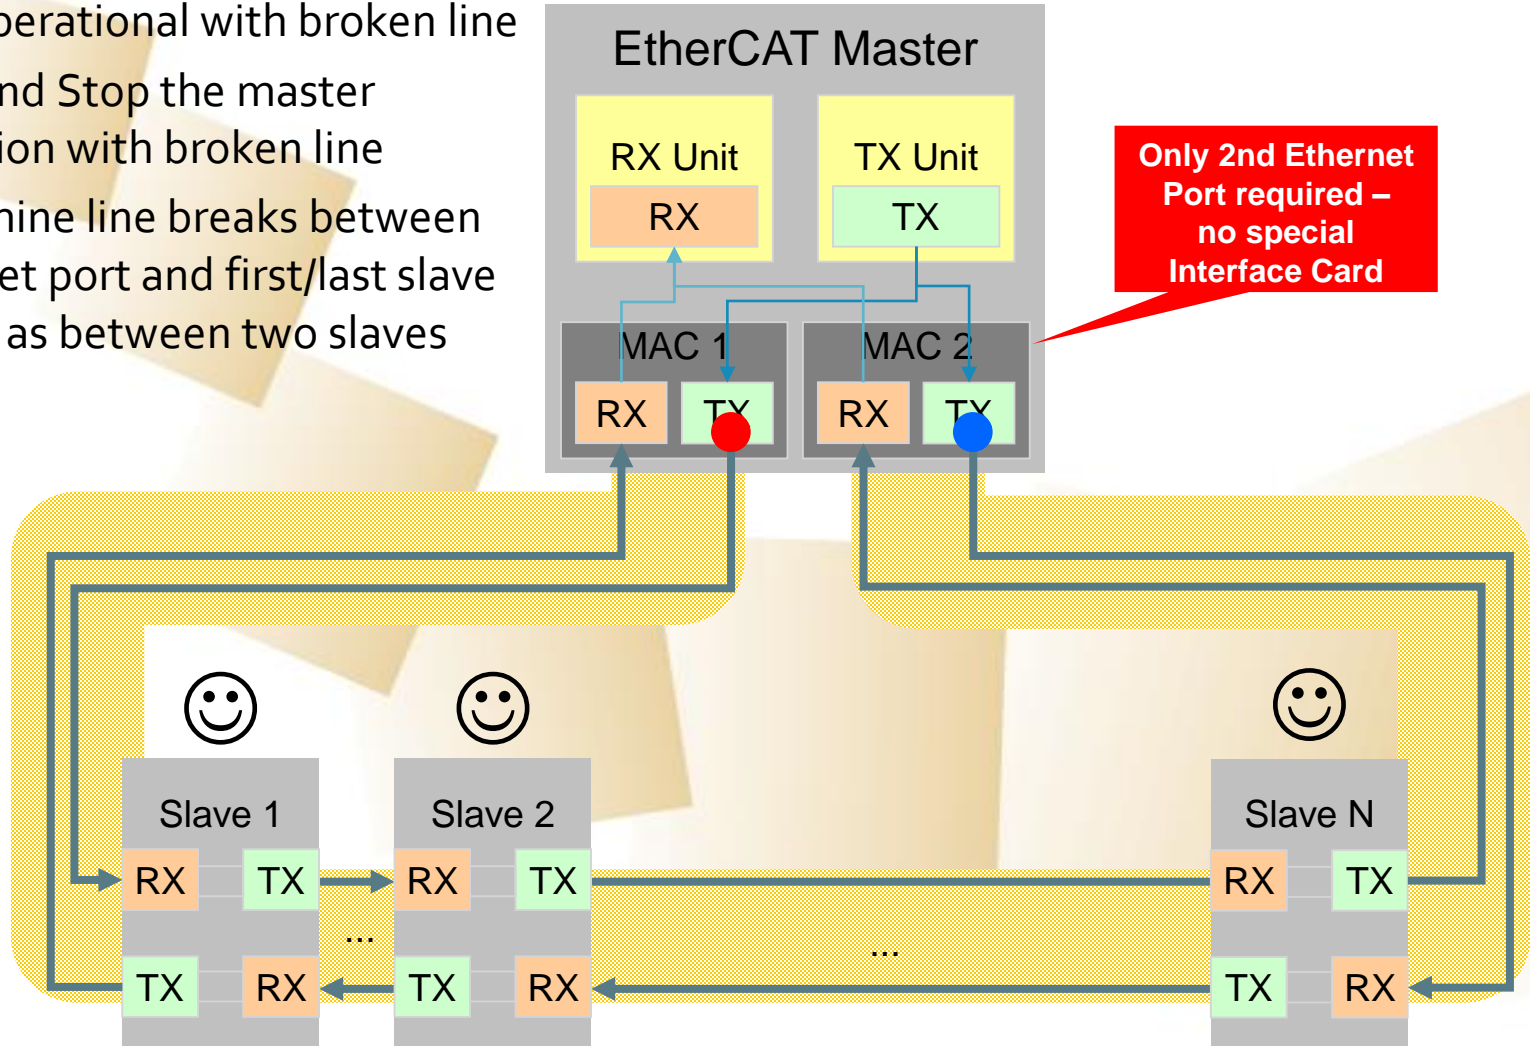 perational with broken line
nd Stop the master
ion with broken line
nine line breaks between
et port and first/last slave
as between two slaves
EtherCAT Master
RX Unit
TX Unit
RX
TX
Only 2nd Ethernet
Port required –
no special
Interface Card
MAC 1
MAC 2
RX
TX
RX
TX
Slave 1
Slave 2
Slave N
RX
TX
RX
TX
RX
TX
...
...
TX
RX
TX
RX
TX
RX